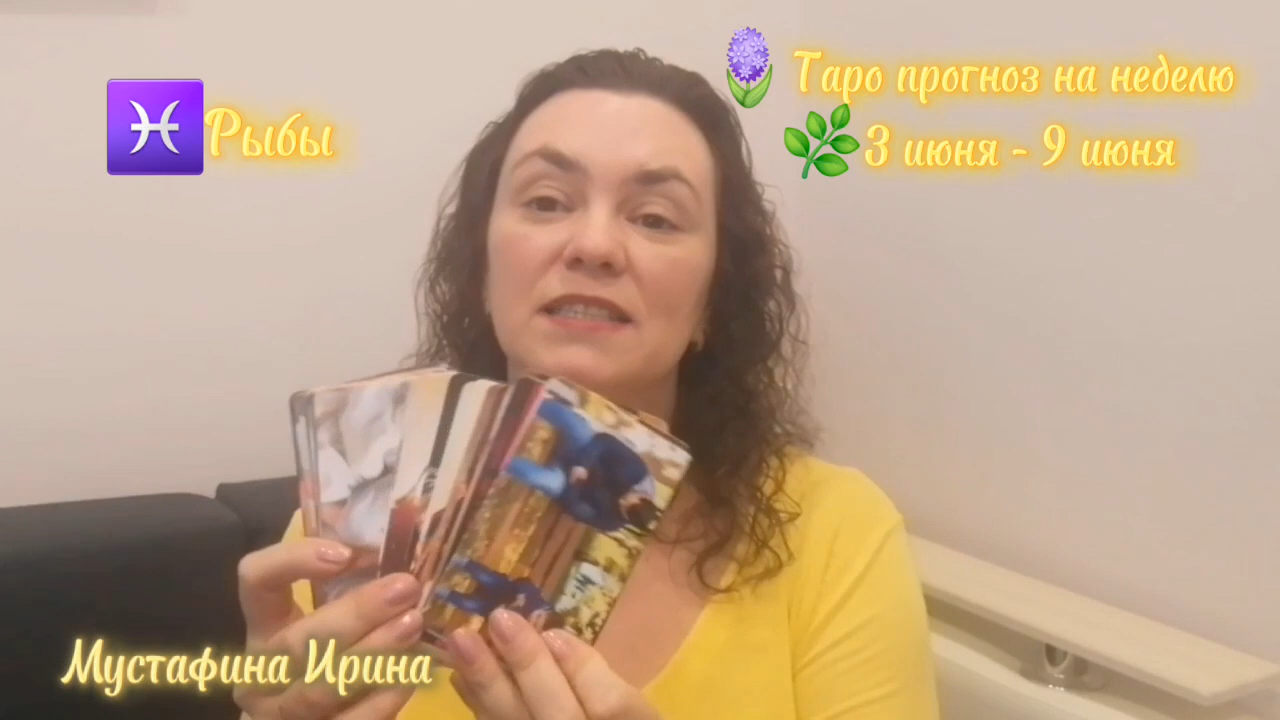 Рыбы
Таро прогноз на неделю
3 июня - 9 июня
Мустафина Ирина